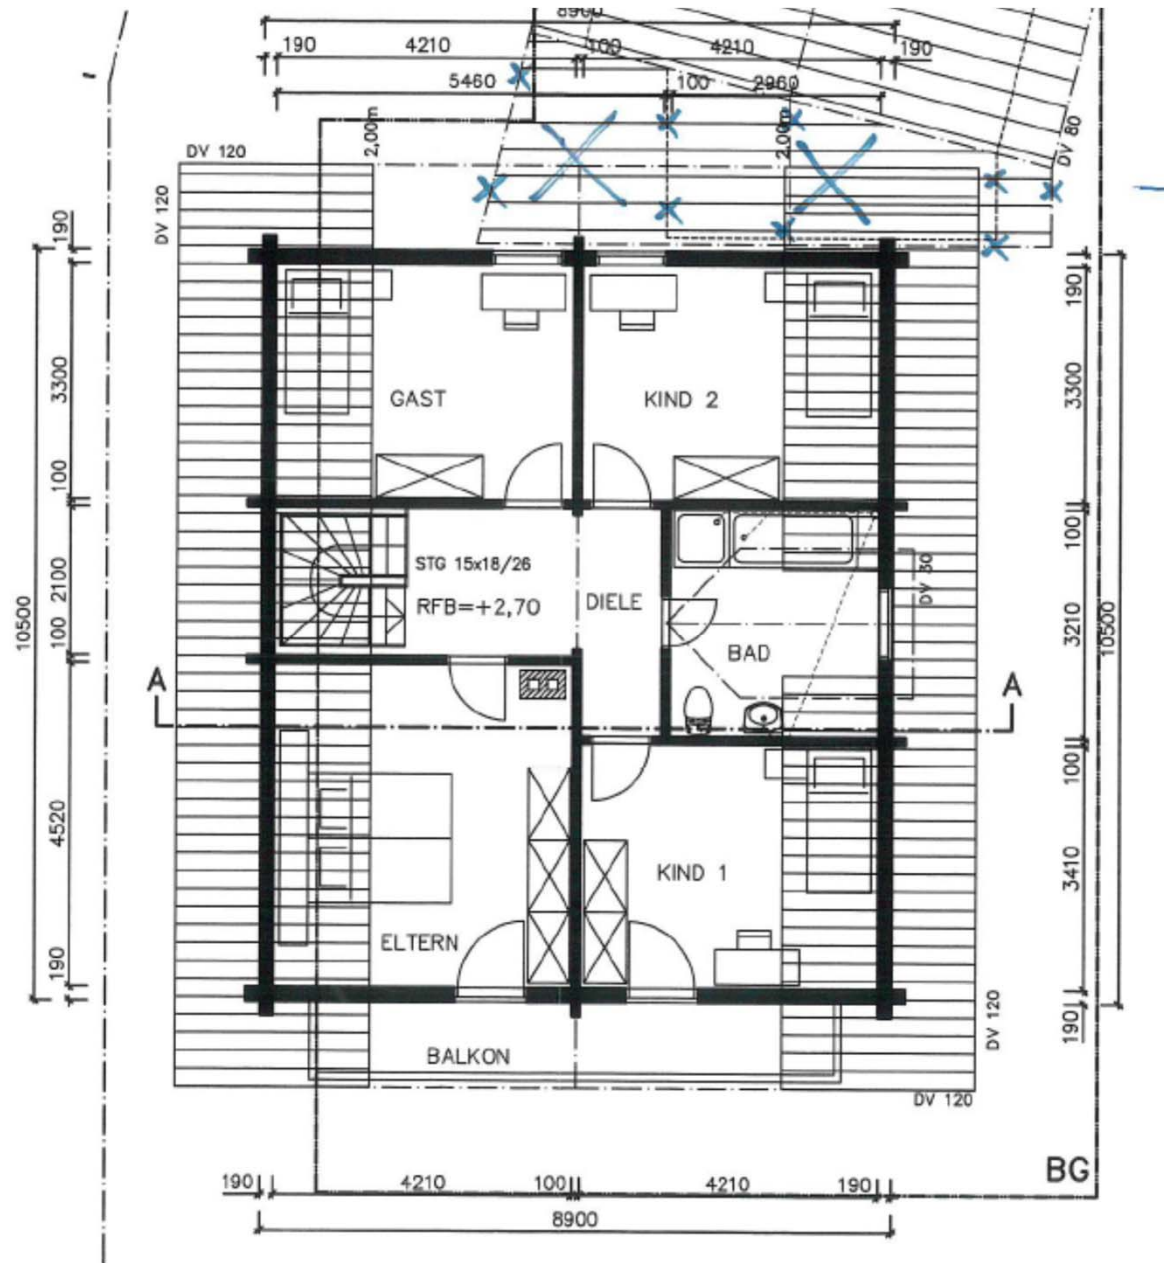 8900
190 4210 100 4210 190
5460 100 2960
2,00m
2,00m
DV 80
DV 120
DV 120
190
190
3300
3300
GAST
KIND 2
100
100
STG 15x18/26
RFB=+2,70
DIELE
DV 30
2100
10500
100
3210
10500
BAD
A
A
100
4520
3410
KIND 1
ELTERN
190
190
DV 120
BALKON
DV 120
BG
190 4210 100 4210 190
8900